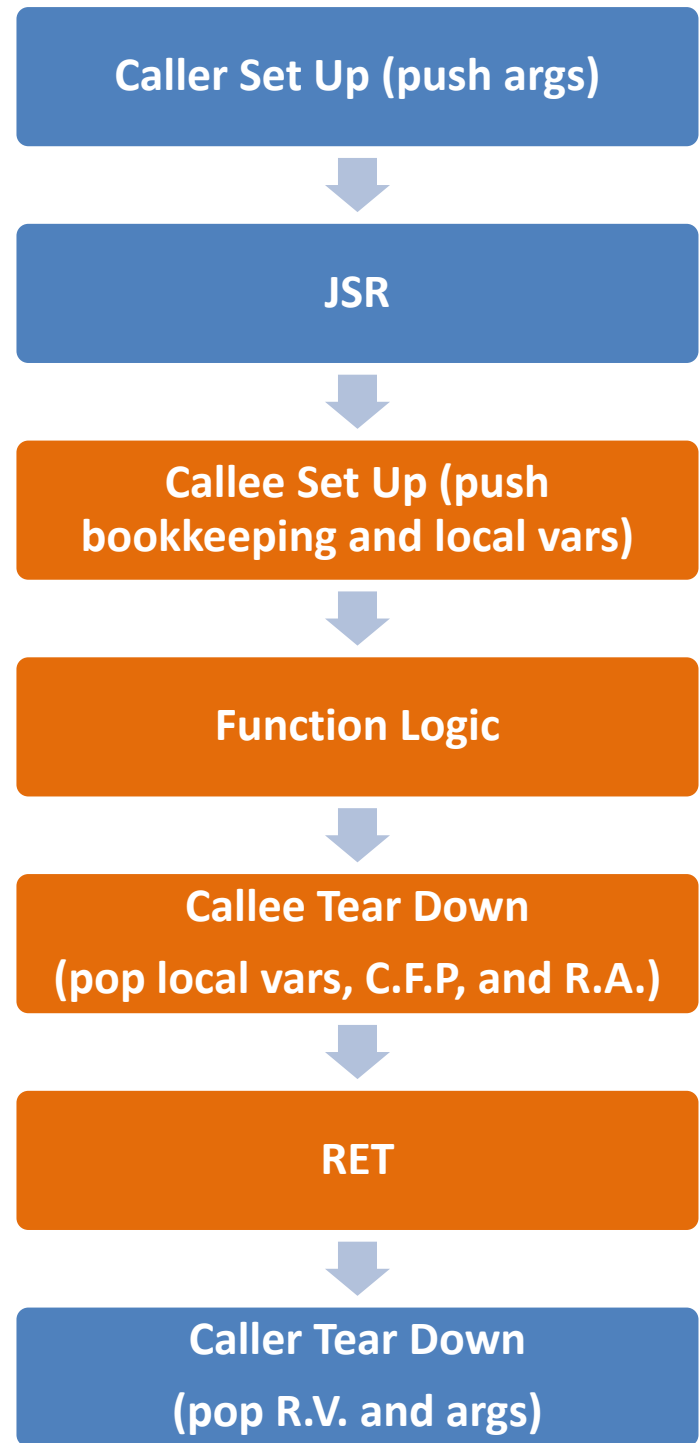 Caller Set Up (push args)
JSR
Callee Set Up (push
bookkeeping and local vars)
Function Logic
Callee Tear Down
(pop local vars, C.F.P, and R.A.)
RET
Caller Tear Down
(pop R.V. and args)